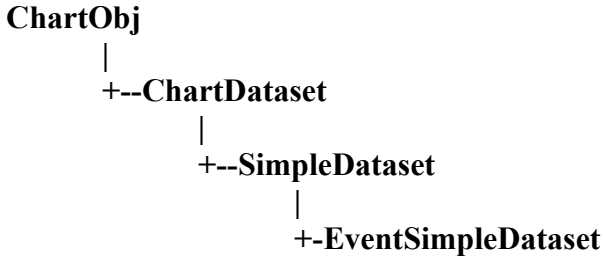 ChartObj
|
+--ChartDataset
|
+--SimpleDataset
|
+-EventSimpleDataset